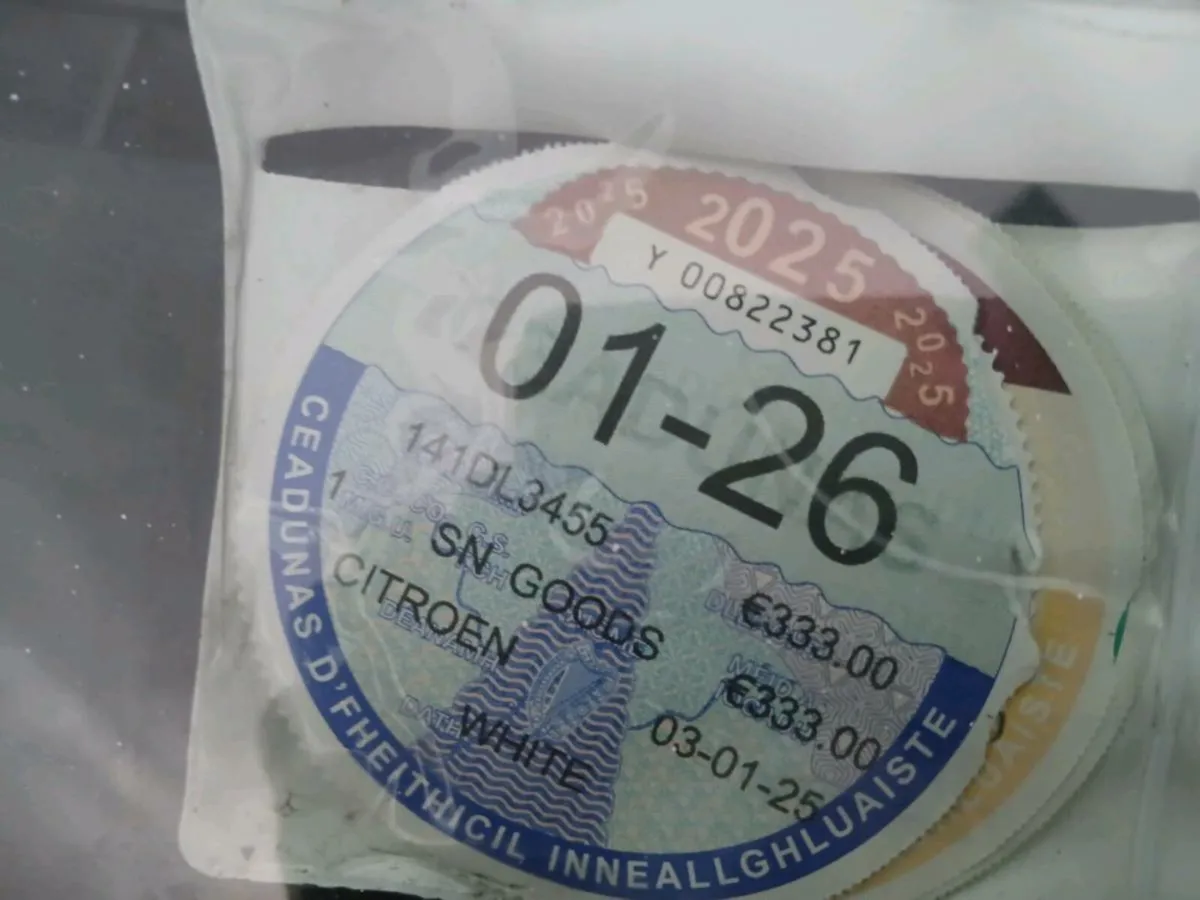 2025 2025 2025
Y 00822381
01-26
141DL3455
1
SN GOODS
€333.00
CITROEN
€333.00
WHITE
03-01-25
CEADÚNAS D'FHEITHICIL INNEALLGHLUAISTE